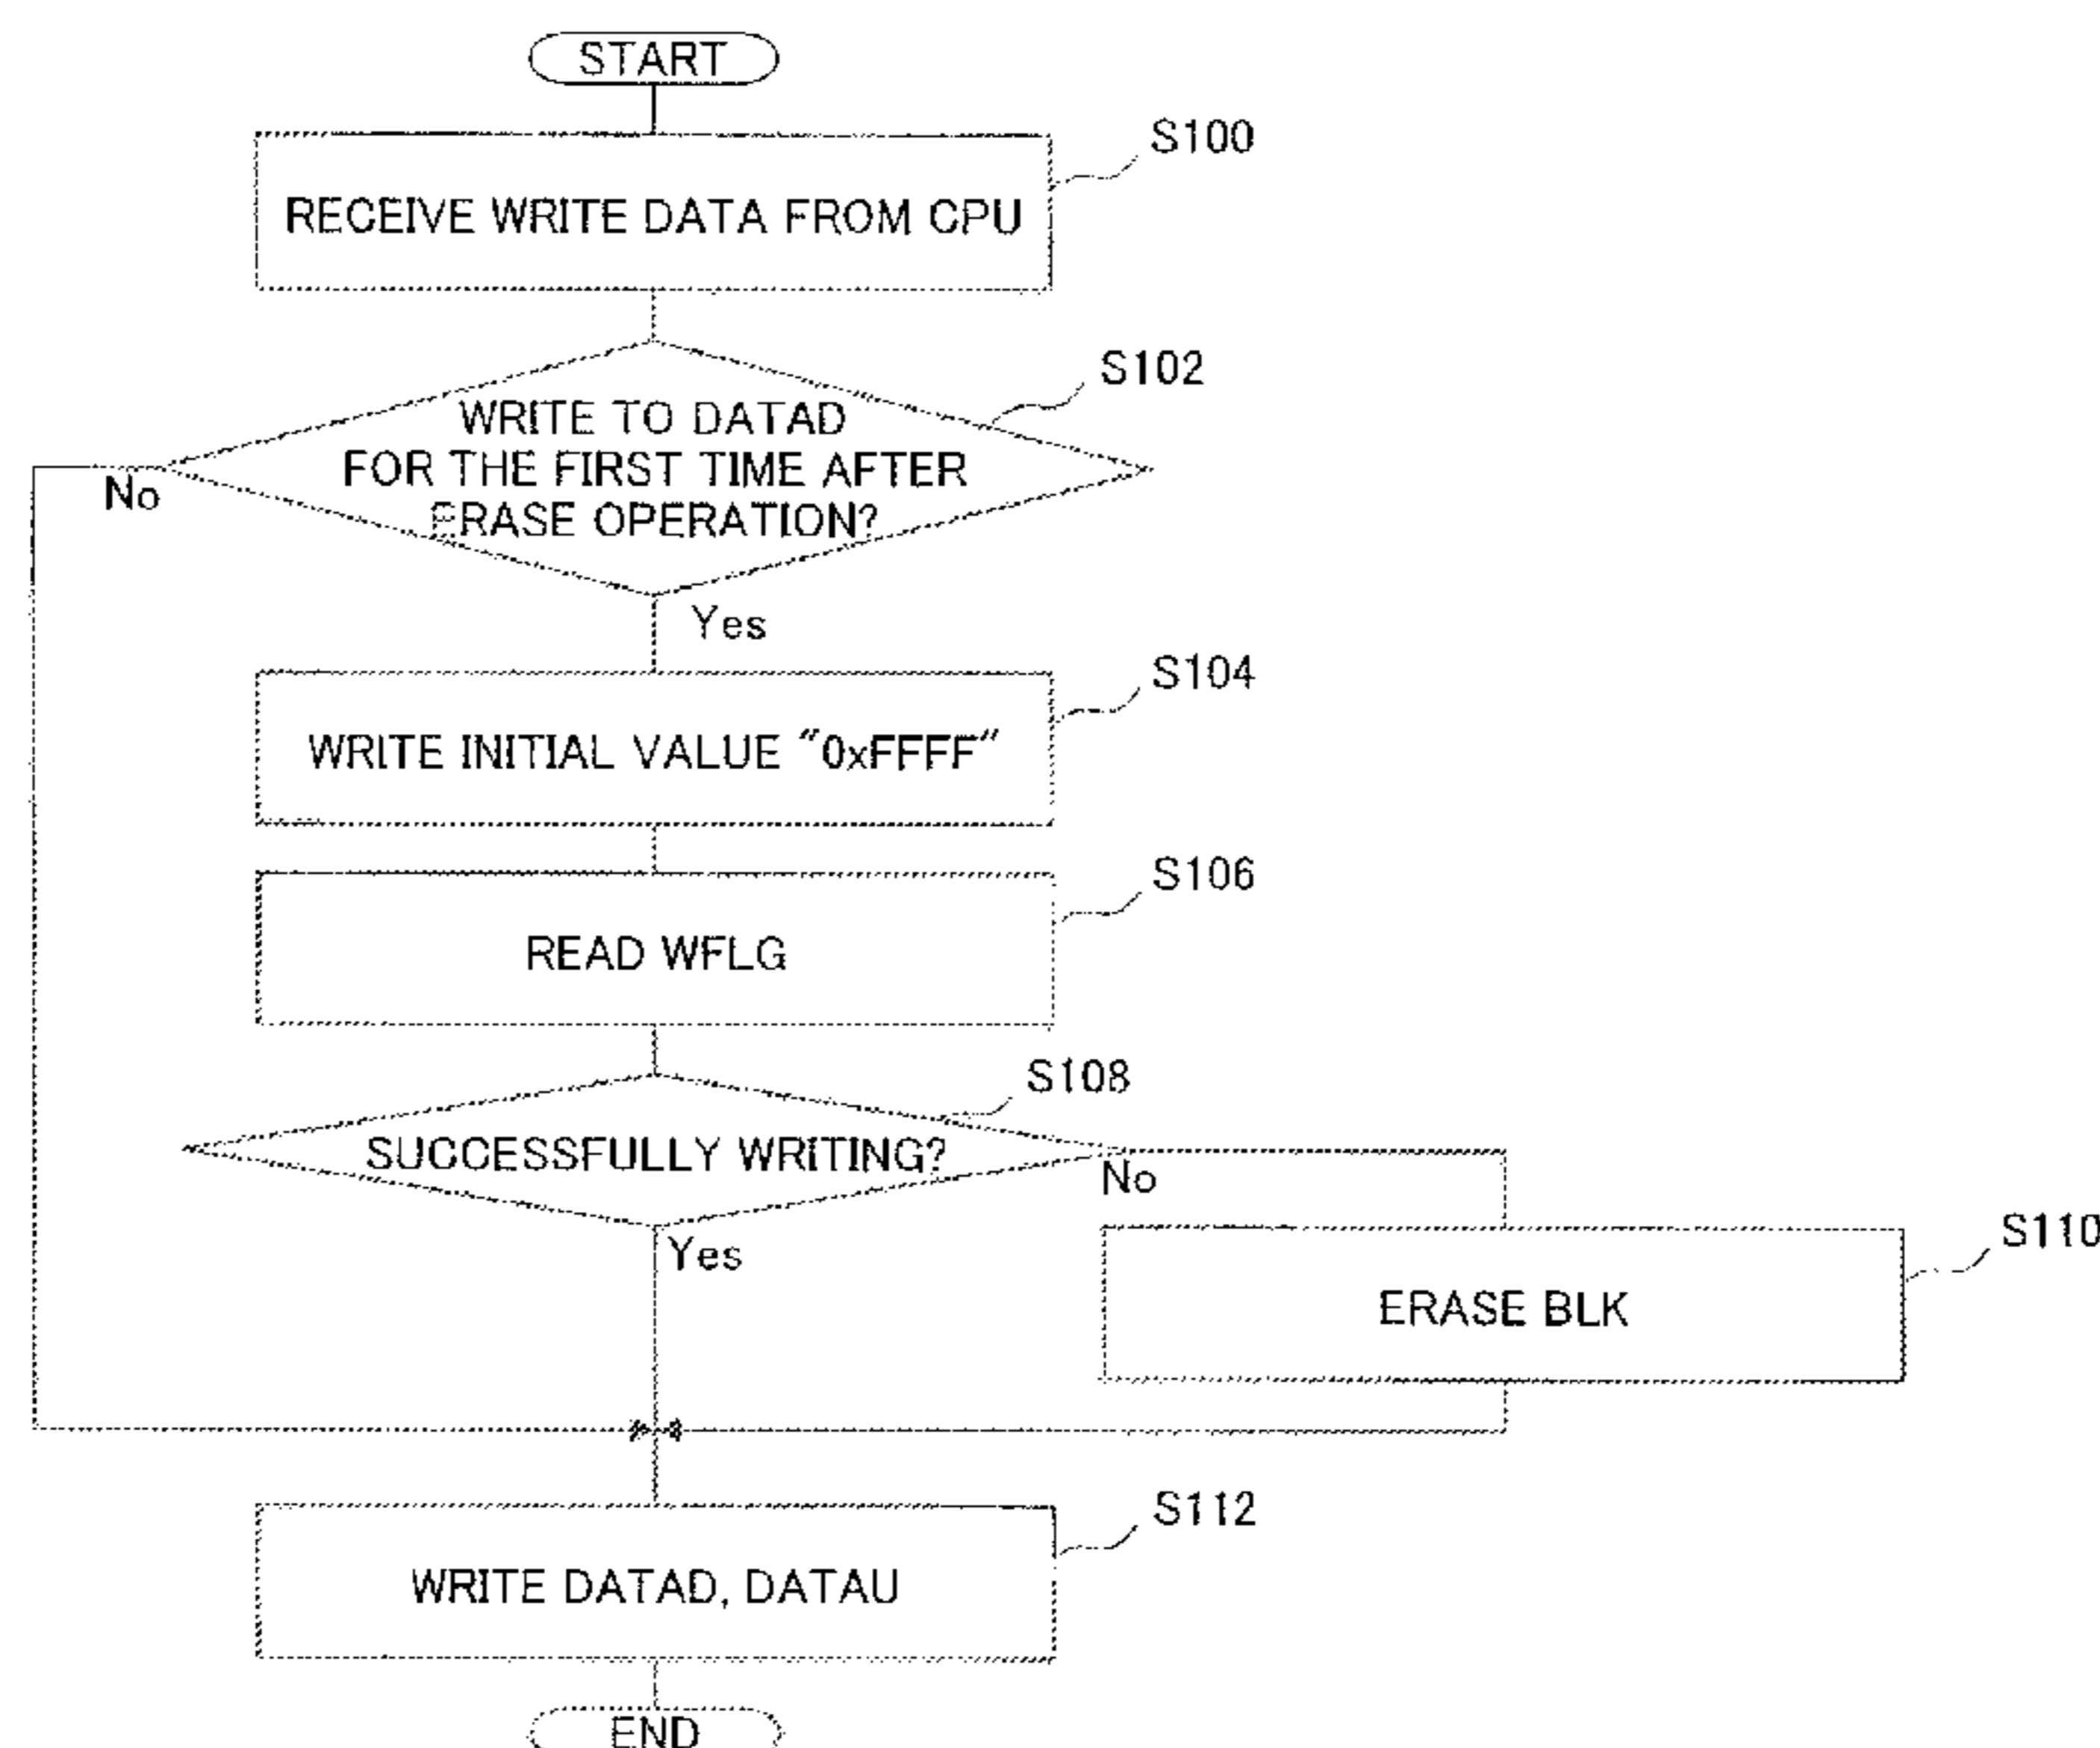 START
S100
RECEIVE WRITE DATA FROM CPU
S102
WRITE TO DATAD
FOR THE FIRST TIME AFTER
ERASE OPERATION?
No
Yes
S104
WRITE INITIAL VALUE "0xFFFF"
S106
READ WFLG
S108
SUCCESSFULLY WRITING?
No
Yes
S110
ERASE BLK
S112
WRITE DATAD, DATAU
END